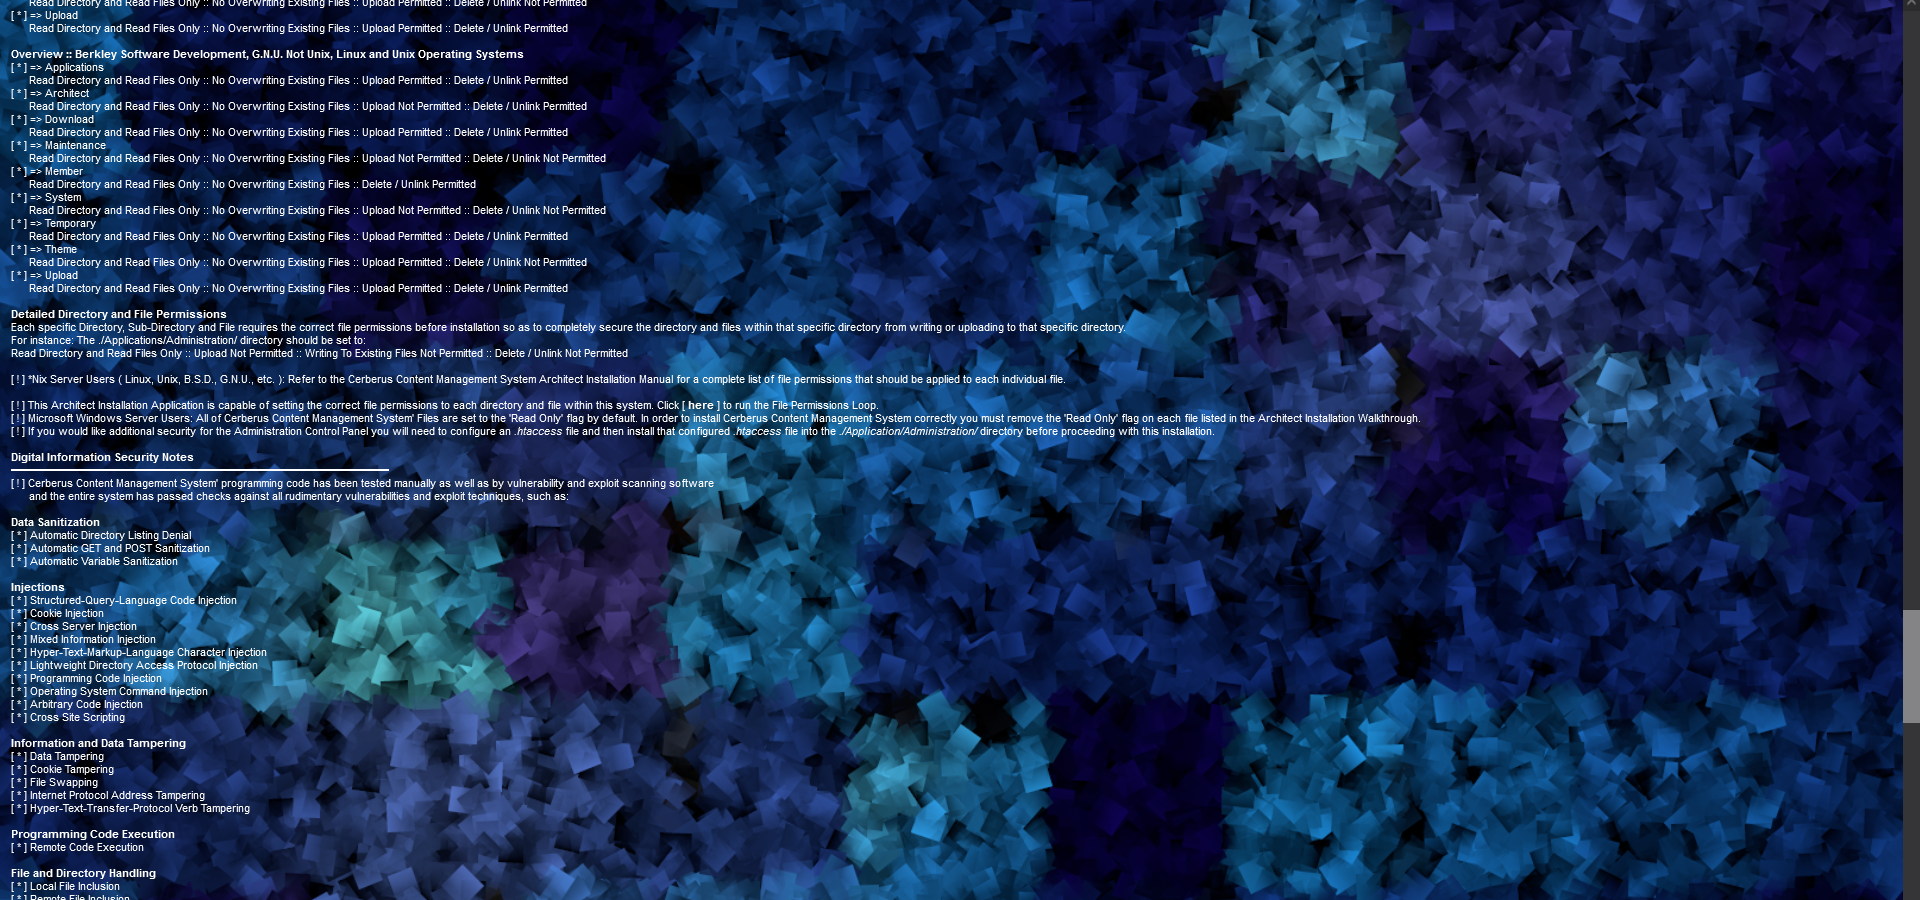 Read Directory and Read Files Only :: No Overwriting Existing Files :: Upload Permitted :: Delete / Unlink Not Permitted
[ * ] => Upload
Read Directory and Read Files Only :: No Overwriting Existing Files :: Upload Permitted :: Delete / Unlink Permitted
Overview :: Berkley Software Development, G.N.U. Not Unix, Linux and Unix Operating Systems
[ * ] => Applications
Read Directory and Read Files Only :: No Overwriting Existing Files :: Upload Permitted :: Delete / Unlink Permitted
[ * ] => Architect
Read Directory and Read Files Only :: No Overwriting Existing Files :: Upload Not Permitted :: Delete / Unlink Permitted
[ * ] => Download
Read Directory and Read Files Only :: No Overwriting Existing Files :: Upload Permitted :: Delete / Unlink Permitted
[ * ] => Maintenance
Read Directory and Read Files Only :: No Overwriting Existing Files :: Upload Not Permitted :: Delete / Unlink Not Permitted
[ * ] => Member
Read Directory and Read Files Only :: No Overwriting Existing Files :: Delete / Unlink Permitted
[ * ] => System
Read Directory and Read Files Only :: No Overwriting Existing Files :: Upload Not Permitted :: Delete / Unlink Not Permitted
[ * ] => Temporary
Read Directory and Read Files Only :: No Overwriting Existing Files :: Upload Permitted :: Delete / Unlink Permitted
[ * ] => Theme
Read Directory and Read Files Only :: No Overwriting Existing Files :: Upload Permitted :: Delete / Unlink Not Permitted
[ * ] => Upload
Read Directory and Read Files Only :: No Overwriting Existing Files :: Upload Permitted :: Delete / Unlink Permitted
Detailed Directory and File Permissions
Each specific Directory, Sub-Directory and File requires the correct file permissions before installation so as to completely secure the directory and files within that specific directory from writing or uploading to that specific directory.
For instance: The ./Applications/Administration/ directory should be set to:
Read Directory and Read Files Only :: Upload Not Permitted :: Writing To Existing Files Not Permitted :: Delete / Unlink Not Permitted
[ ! ] *Nix Server Users ( Linux, Unix, B.S.D., G.N.U., etc. ): Refer to the Cerberus Content Management System Architect Installation Manual for a complete list of file permissions that should be applied to each individual file.
[ ! ] This Architect Installation Application is capable of setting the correct file permissions to each directory and file within this system. Click [ here ] to run the File Permissions Loop.
[ ! ] Microsoft Windows Server Users: All of Cerberus Content Management System' Files are set to the 'Read Only' flag by default. In order to install Cerberus Content Management System correctly you must remove the 'Read Only' flag on each file listed in the Architect Installation Walkthrough.
[ ! ] If you would like additional security for the Administration Control Panel you will need to configure an .htaccess file and then install that configured .htaccess file into the ./Application/Administration/ directory before proceeding with this installation.
Digital Information Security Notes
[ ! ] Cerberus Content Management System' programming code has been tested manually as well as by vulnerability and exploit scanning software
and the entire system has passed checks against all rudimentary vulnerabilities and exploit techniques, such as:
Data Sanitization
[ * ] Automatic Directory Listing Denial
[ * ] Automatic GET and POST Sanitization
[ * ] Automatic Variable Sanitization
Injections
[ * ] Structured-Query-Language Code Injection
[ * ] Cookie Injection
[ * ] Cross Server Injection
[ * ] Mixed Information Injection
[ * ] Hyper-Text-Markup-Language Character Injection
[ * ] Lightweight Directory Access Protocol Injection
[ * ] Programming Code Injection
[ * ] Operating System Command Injection
[ * ] Arbitrary Code Injection
[ * ] Cross Site Scripting
Information and Data Tampering
[ * ] Data Tampering
[ * ] Cookie Tampering
[ * ] File Swapping
[ * ] Internet Protocol Address Tampering
[ * ] Hyper-Text-Transfer-Protocol Verb Tampering
Programming Code Execution
[ * ] Remote Code Execution
File and Directory Handling
[ * ] Local File Inclusion
[ * ] Remote File Inclusion